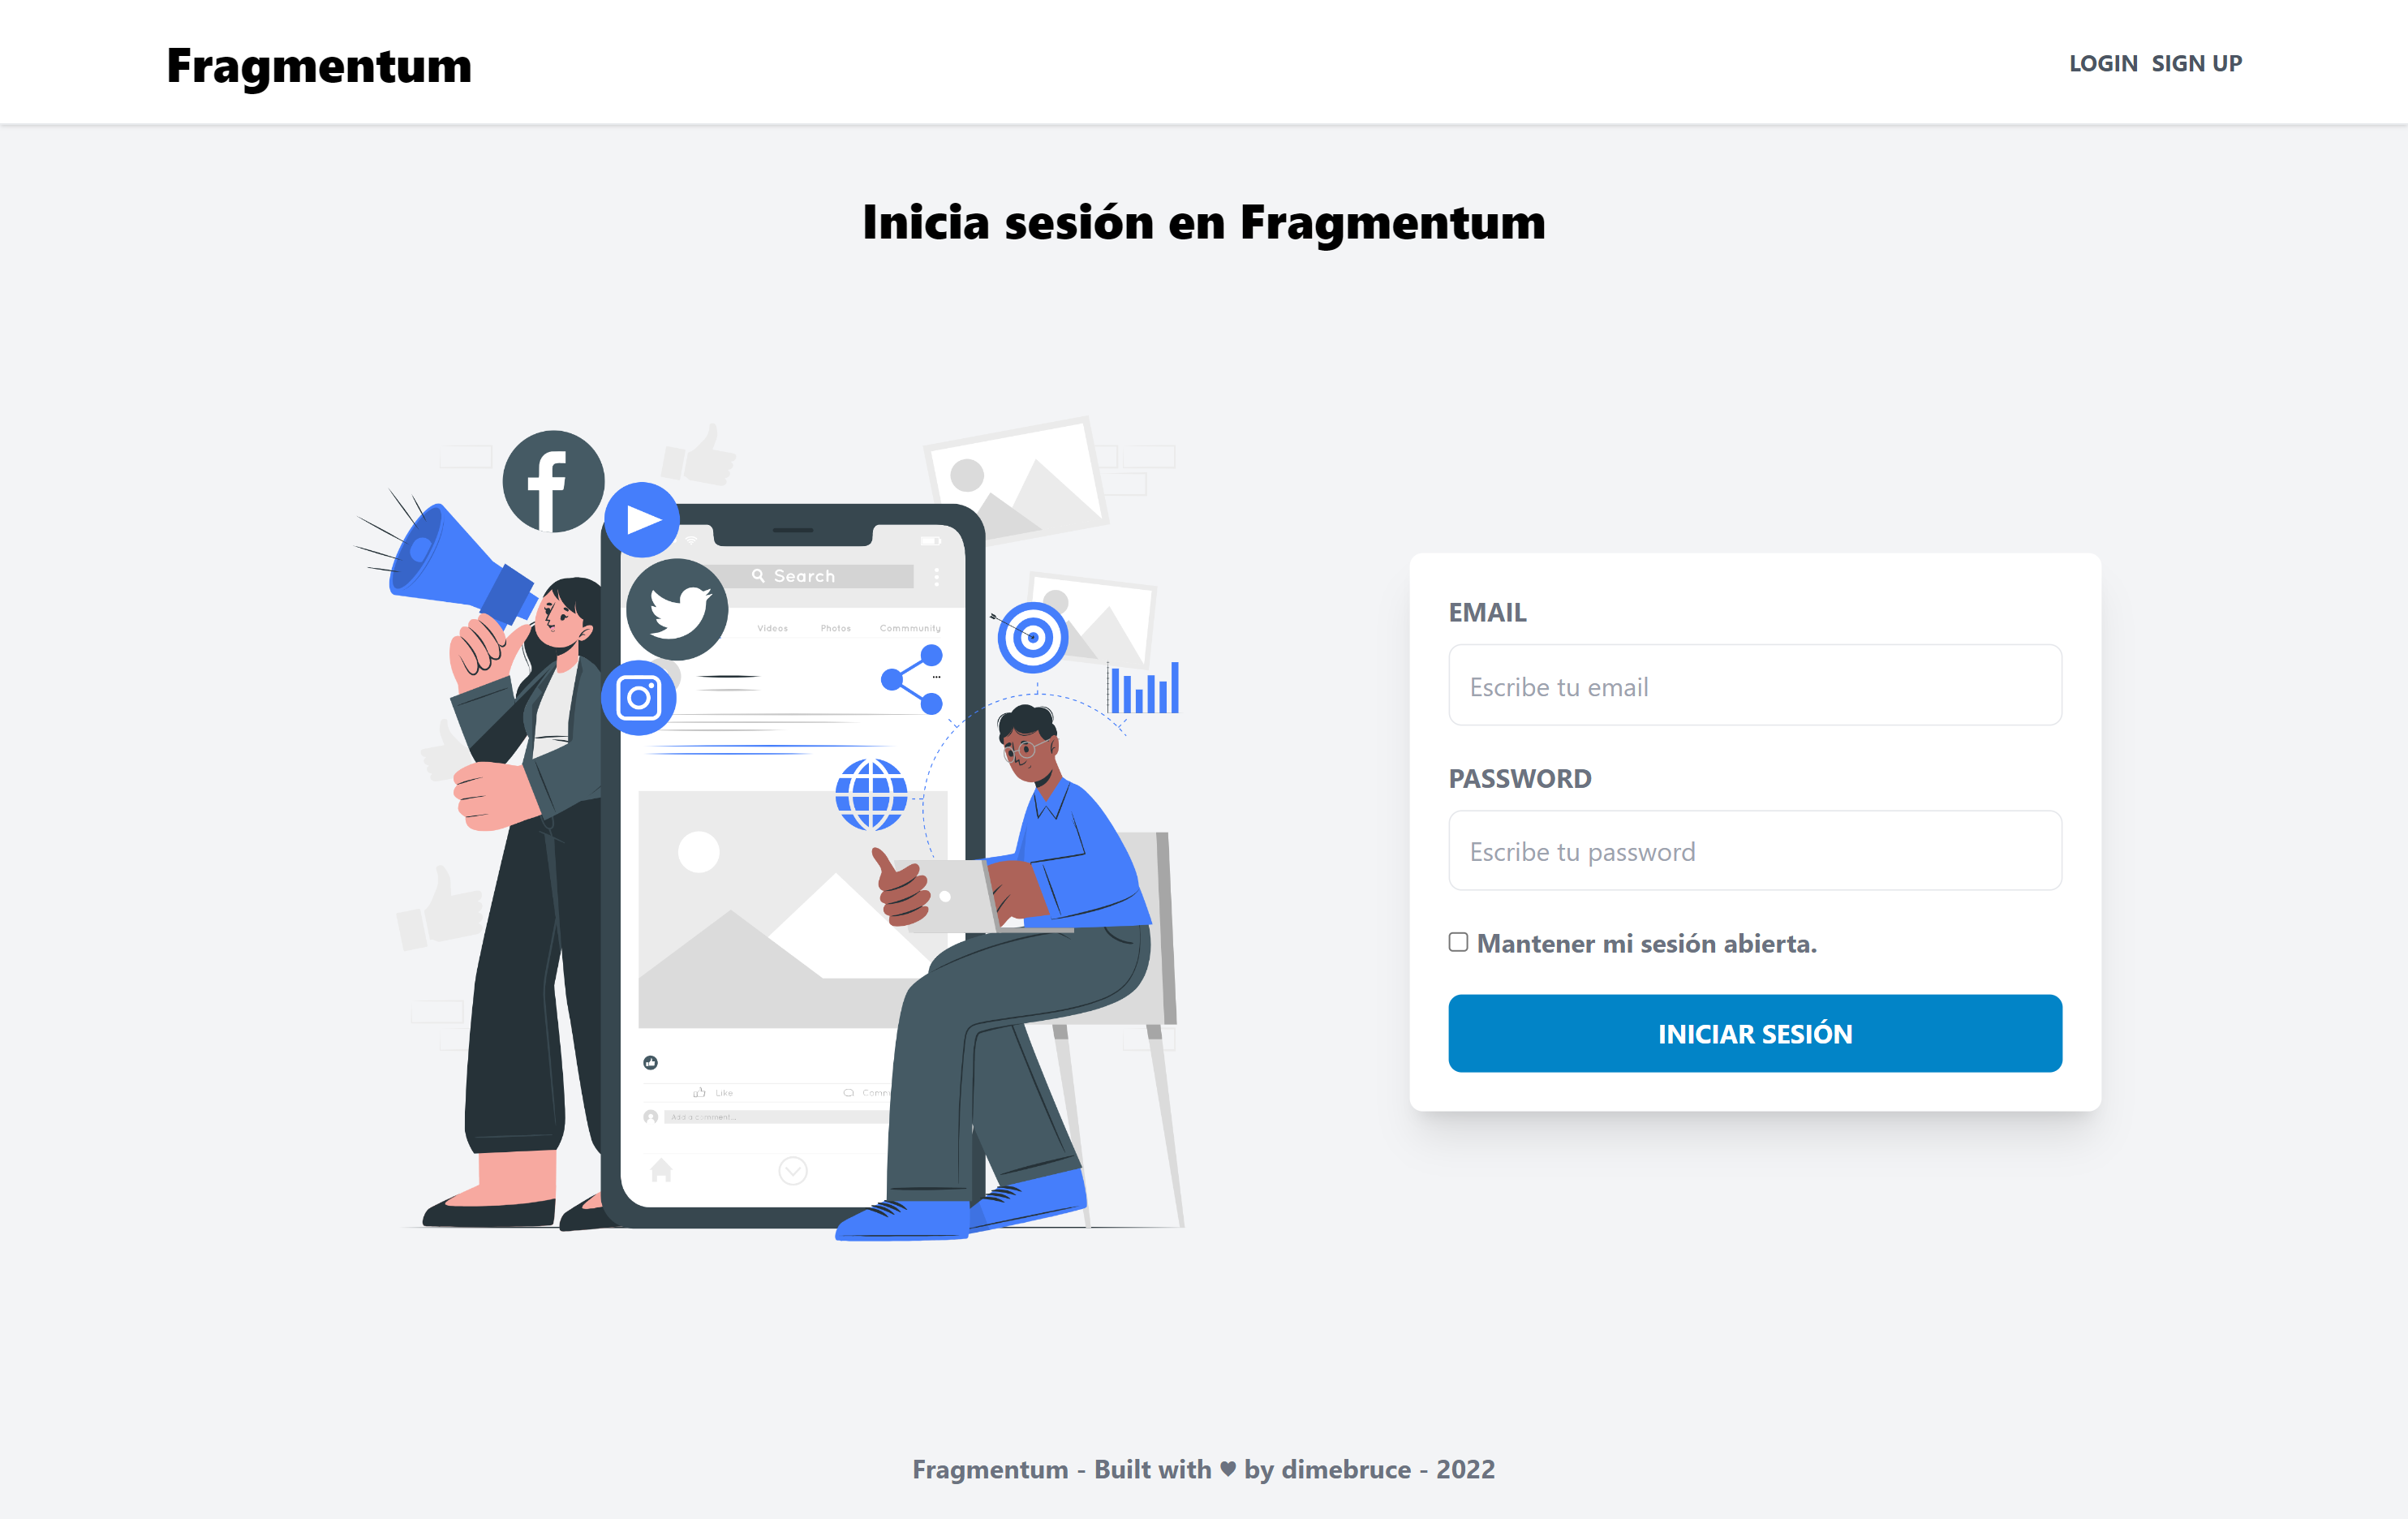 Fragmentum
LOGIN SIGN UP
Inicia sesión en Fragmentum
Search
Videos Photos Commmunity
Like
Add a comment...
EMAIL
Escribe tu email
PASSWORD
Escribe tu password
Mantener mi sesión abierta.
INICIAR SESIÓN
Fragmentum - Built with ♥ by dimebruce - 2022